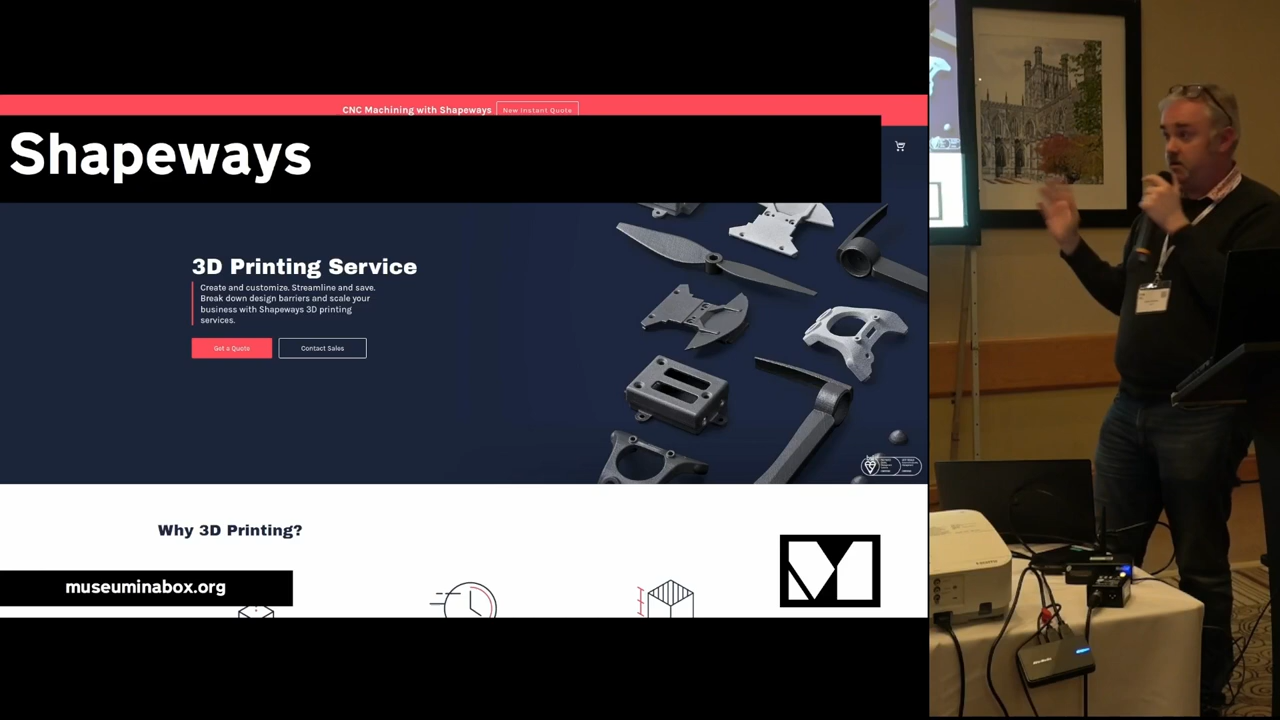 CNC Machining with Shapeways New Instant Quote
Shapeways
3D Printing Service
Create and customize. Streamline and save.
Break down design barriers and scale your
business with Shapeways 3D printing
services.
Get a Quote Contact Sales
Why 3D Printing?
museuminabox.org